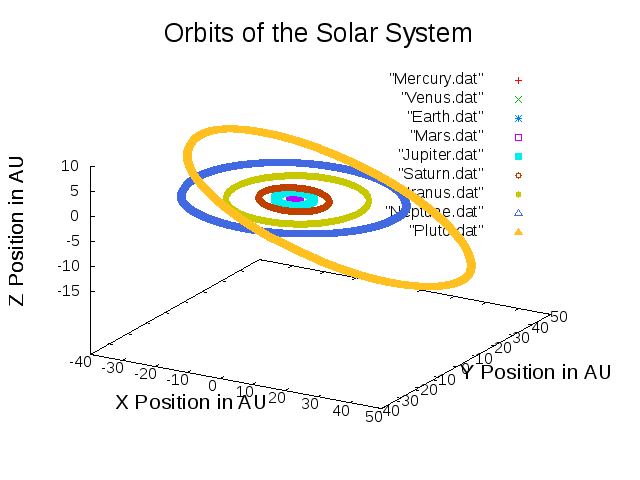 Orbits of the Solar System
"Mercury.dat"
"Venus.dat"
"Earth.dat"
"Mars.dat"
"Jupiter.dat"
"Saturn.dat"
"Uranus.dat"
"Neptune.dat"
"Pluto.dat"
Z Position in AU
10
5
0
-5
-10
-15
-40
-30
-20
-10
0
10
20
30
40
50
X Position in AU
-40
-30
-20
-10
0
10
20
30
40
50
Y Position in AU